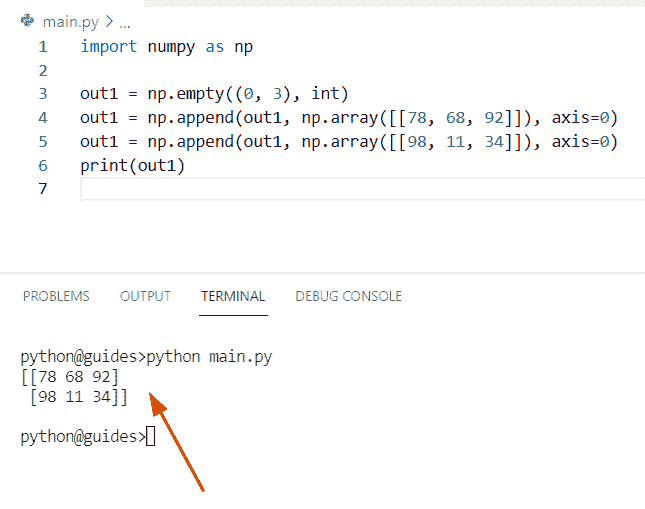 main.py > ...
1 import numpy as np
2
3 out1 = np.empty((0, 3), int)
4 out1 = np.append(out1, np.array([[78, 68, 92]]), axis=0)
5 out1 = np.append(out1, np.array([[98, 11, 34]]), axis=0)
6 print(out1)
7
PROBLEMS OUTPUT TERMINAL DEBUG CONSOLE
python@guides>python main.py
[[78 68 92]
 [98 11 34]]
python@guides>